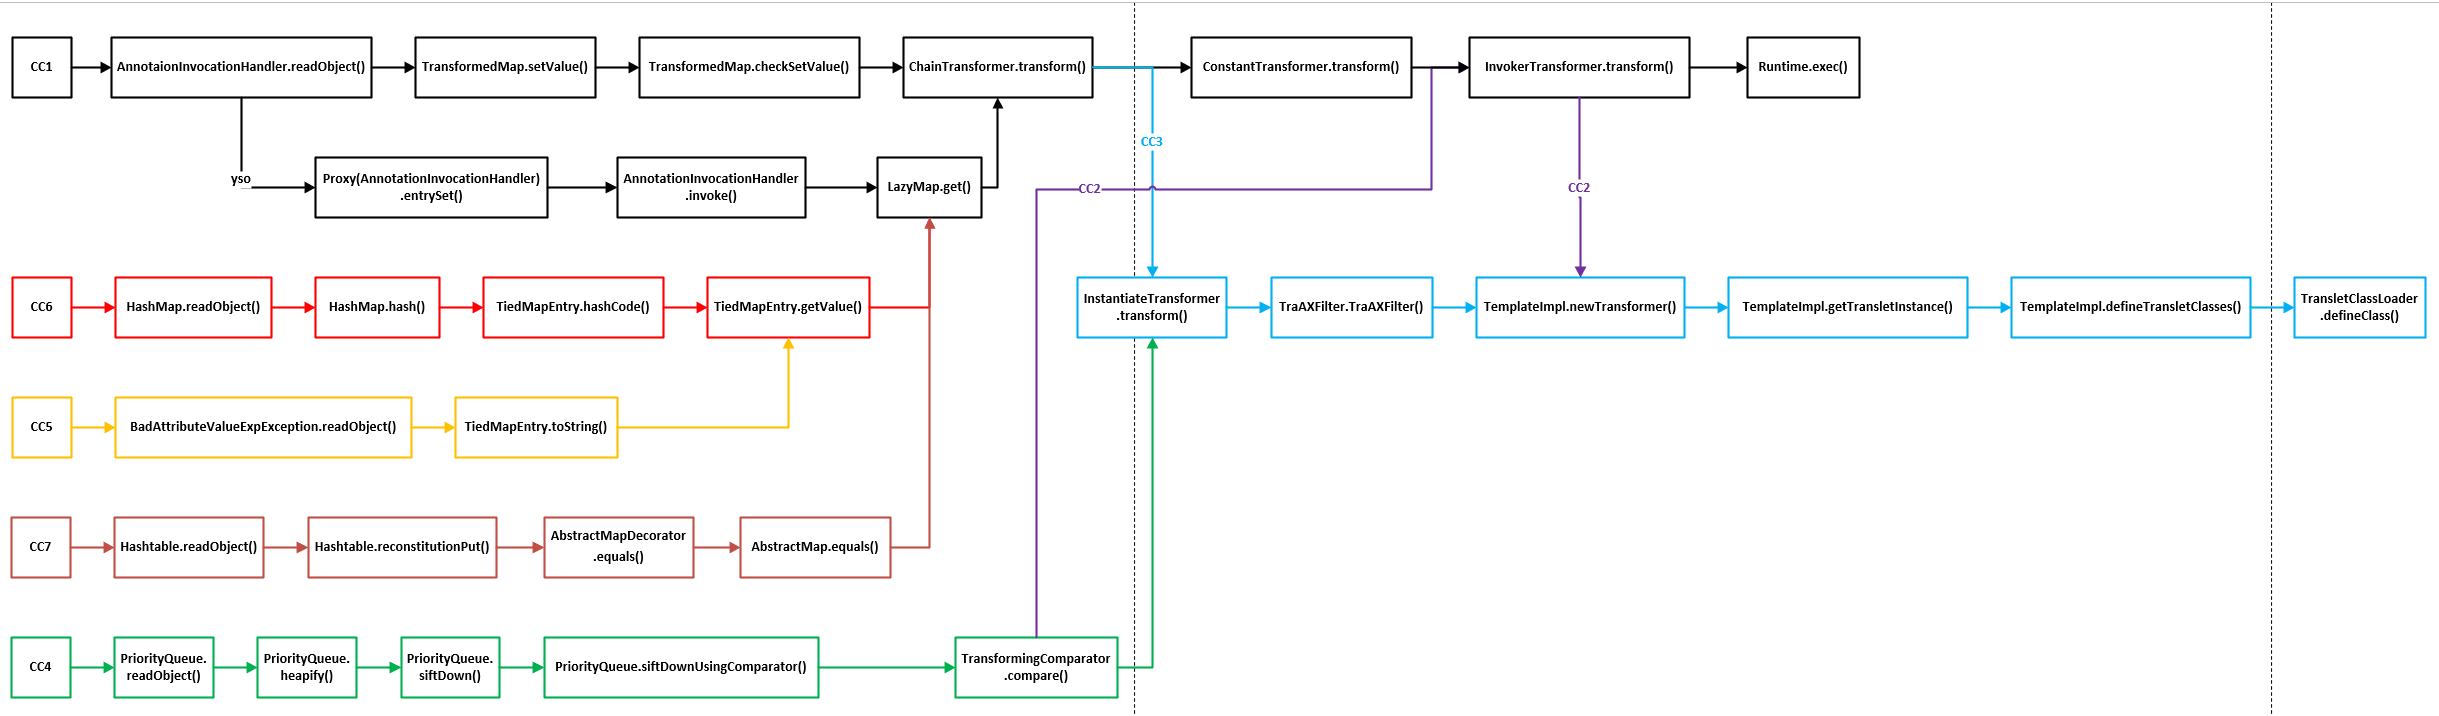 CC1
AnnotaionInvocationHandler.readObject()
TransformedMap.setValue()
TransformedMap.checkSetValue()
ChainTransformer.transform()
ConstantTransformer.transform()
InvokerTransformer.transform()
Runtime.exec()
CC3
yso
Proxy(AnnotationInvocationHandler)
.entrySet()
AnnotationInvocationHandler
.invoke()
LazyMap.get()
CC2
CC2
CC6
HashMap.readObject()
HashMap.hash()
TiedMapEntry.hashCode()
TiedMapEntry.getValue()
InstantiateTransformer
.transform()
TraAXFilter.TraAXFilter()
TemplateImpl.newTransformer()
TemplateImpl.getTransletInstance()
TemplateImpl.defineTransletClasses()
TransletClassLoader
.defineClass()
CC5
BadAttributeValueExpException.readObject()
TiedMapEntry.toString()
CC7
Hashtable.readObject()
Hashtable.reconstitutionPut()
AbstractMapDecorator
.equals()
AbstractMap.equals()
CC4
PriorityQueue.
readObject()
PriorityQueue.
heapify()
PriorityQueue.
siftDown()
PriorityQueue.siftDownUsingComparator()
TransformingComparator
.compare()